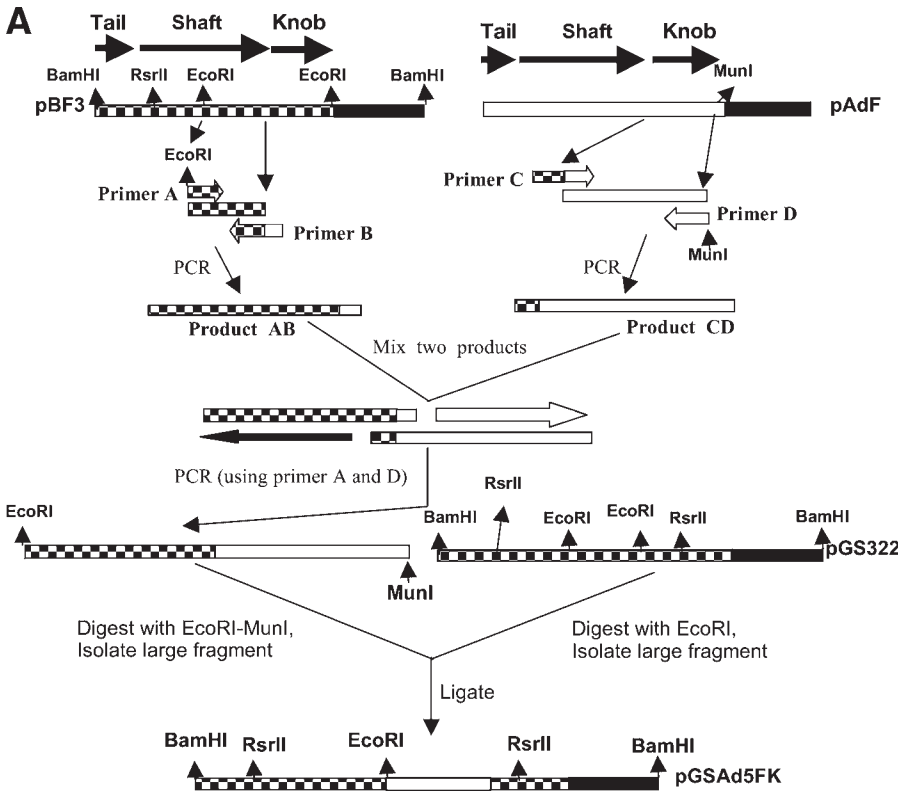 A
Tail Shaft Knob
Tail Shaft Knob
BamHI RsrII EcoRI EcoRI BamHI
MunI
pBF3
pAdF
EcoRI
Primer A
Primer B
Primer C
Primer D
MunI
PCR
PCR
Product AB
Product CD
Mix two products
PCR (using primer A and D)
EcoRI
MunI
RsrII
BamHI EcoRI EcoRI RsrII BamHI
pGS322
Digest with EcoRI-MunI,
Isolate large fragment
Digest with EcoRI,
Isolate large fragment
Ligate
BamHI RsrII EcoRI RsrII BamHI
pGSAd5FK